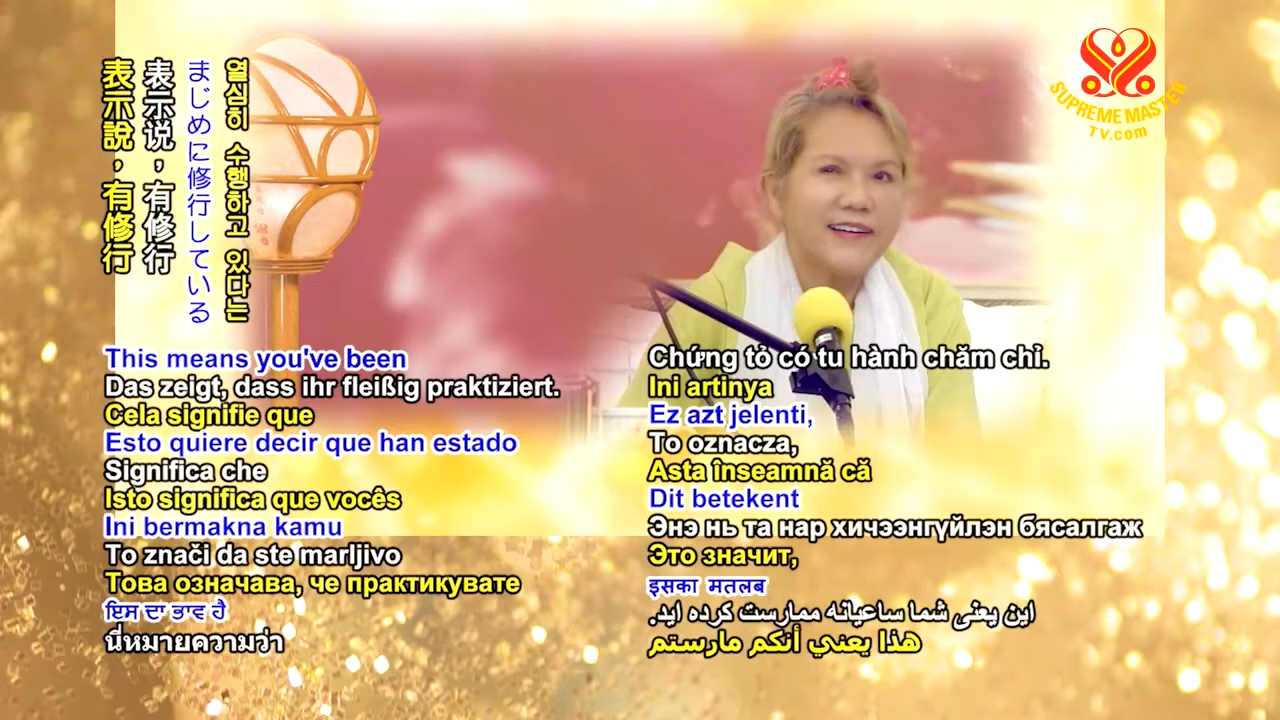 表示說，有修行
表示说，有修行
まじめに修行している
열심히 수행하고 있다는
SUPREME MASTER
TV.com
This means you've been
Das zeigt, dass ihr fleißig praktiziert.
Cela signifie que
Esto quiere decir que han estado
Significa che
Isto significa que vocês
Ini bermakna kamu
To znači da ste marljivo
Това означава, че практикувате
ਇਸ ਦਾ ਭਾਵ ਹੈ
นี่หมายความว่า
Chứng tỏ có tu hành chăm chỉ.
Ini artinya
Ez azt jelenti,
To oznacza,
Asta înseamnă că
Dit betekent
Энэ нь та нар хичээнгүйлэн бясалгаж
Это значит,
इसका मतलब
این یعنی شما ساعیانه ممارست کرده اید.
هذا يعني أنكم مارستم